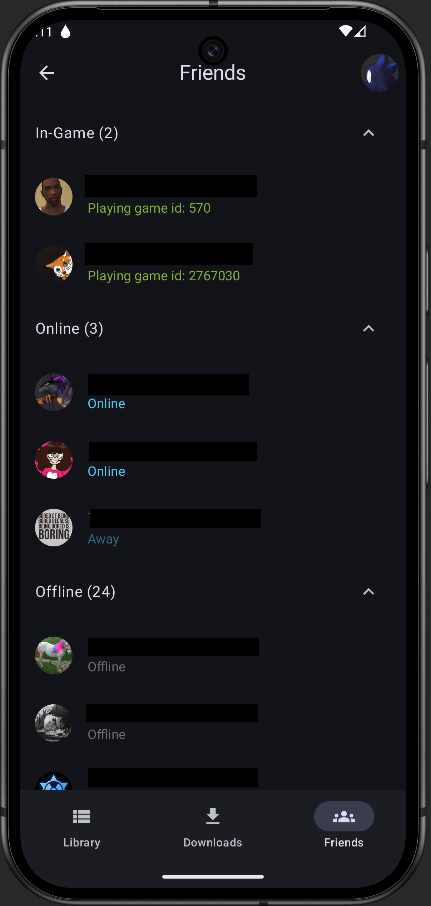 :11
Friends
In-Game (2)
Playing game id: 570
Playing game id: 2767030
Online (3)
Online
Online
BORING
Away
Offline (24)
Offline
Offline
Library
Downloads
Friends